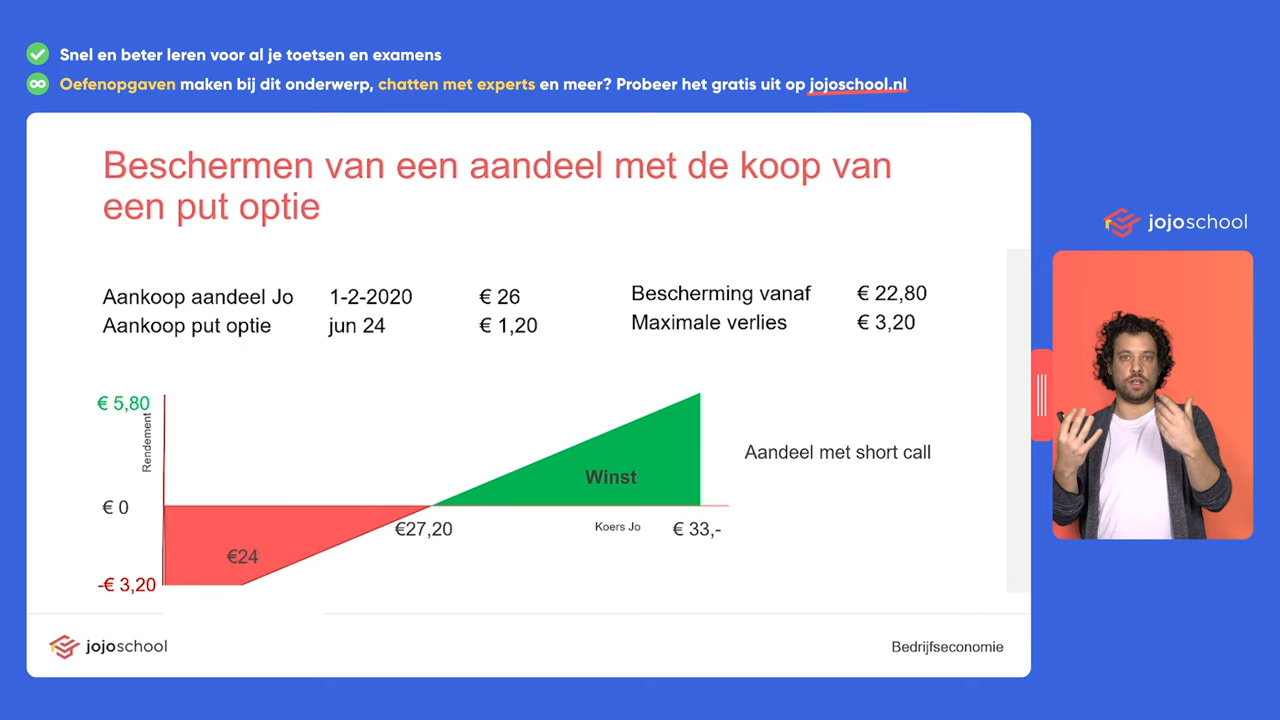 Snel en beter leren voor al je toetsen en examens
Oefenopgaven maken bij dit onderwerp, chatten met experts en meer? Probeer het gratis uit op jojoschool.nl
Beschermen van een aandeel met de koop van
een put optie
jojoschool
Aankoop aandeel Jo 1-2-2020 € 26
Aankoop put optie jun 24 € 1,20
Bescherming vanaf € 22,80
Maximale verlies € 3,20
€ 5,80
Rendement
€ 0
-€ 3,20
€24
€27,20
Winst
Koers Jo
€ 33,-
Aandeel met short call
jojoschool
Bedrijfseconomie